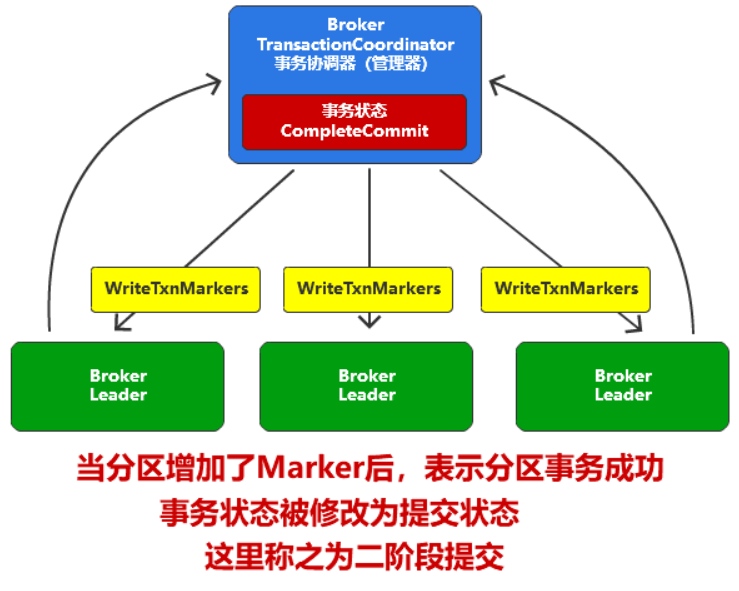 Broker
TransactionCoordinator
事务协调器（管理器）
事务状态
CompleteCommit
WriteTxnMarkers
WriteTxnMarkers
WriteTxnMarkers
Broker
Leader
Broker
Leader
Broker
Leader
当分区增加了Marker后，表示分区事务成功
事务状态被修改为提交状态
这里称之为二阶段提交